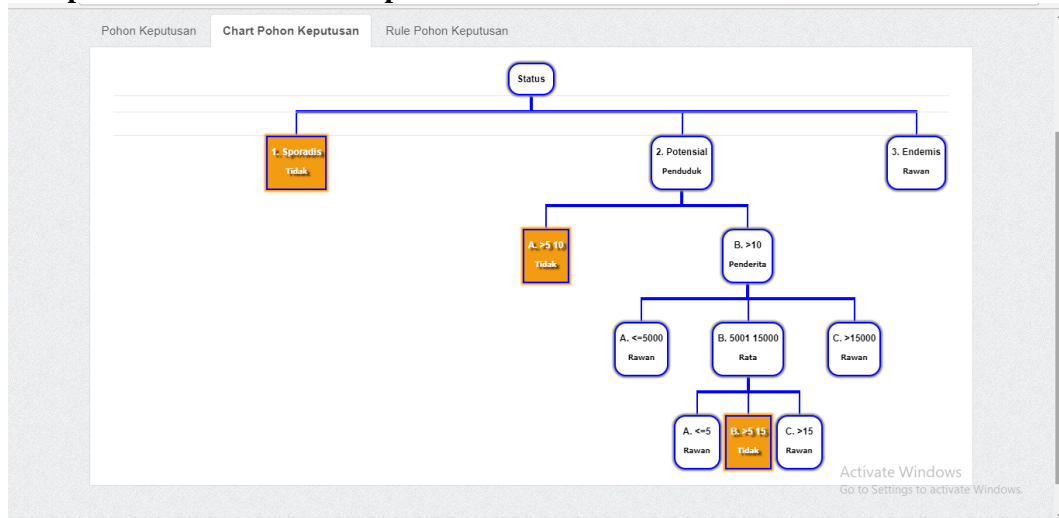 Pohon Keputusan
Chart Pohon Keputusan
Rule Pohon Keputusan
Status
1. Sporadis
Tidak
2. Potensial
Penduduk
3. Endemis
Rawan
A. >5 10
Tidak
B. >10
Penderita
A. <=5000
Rawan
B. 5001 15000
Rata
C. >15000
Rawan
A. <=5
Rawan
B. >5 15
Tidak
C. >15
Rawan
Activate Windows
Go to Settings to activate Windows.